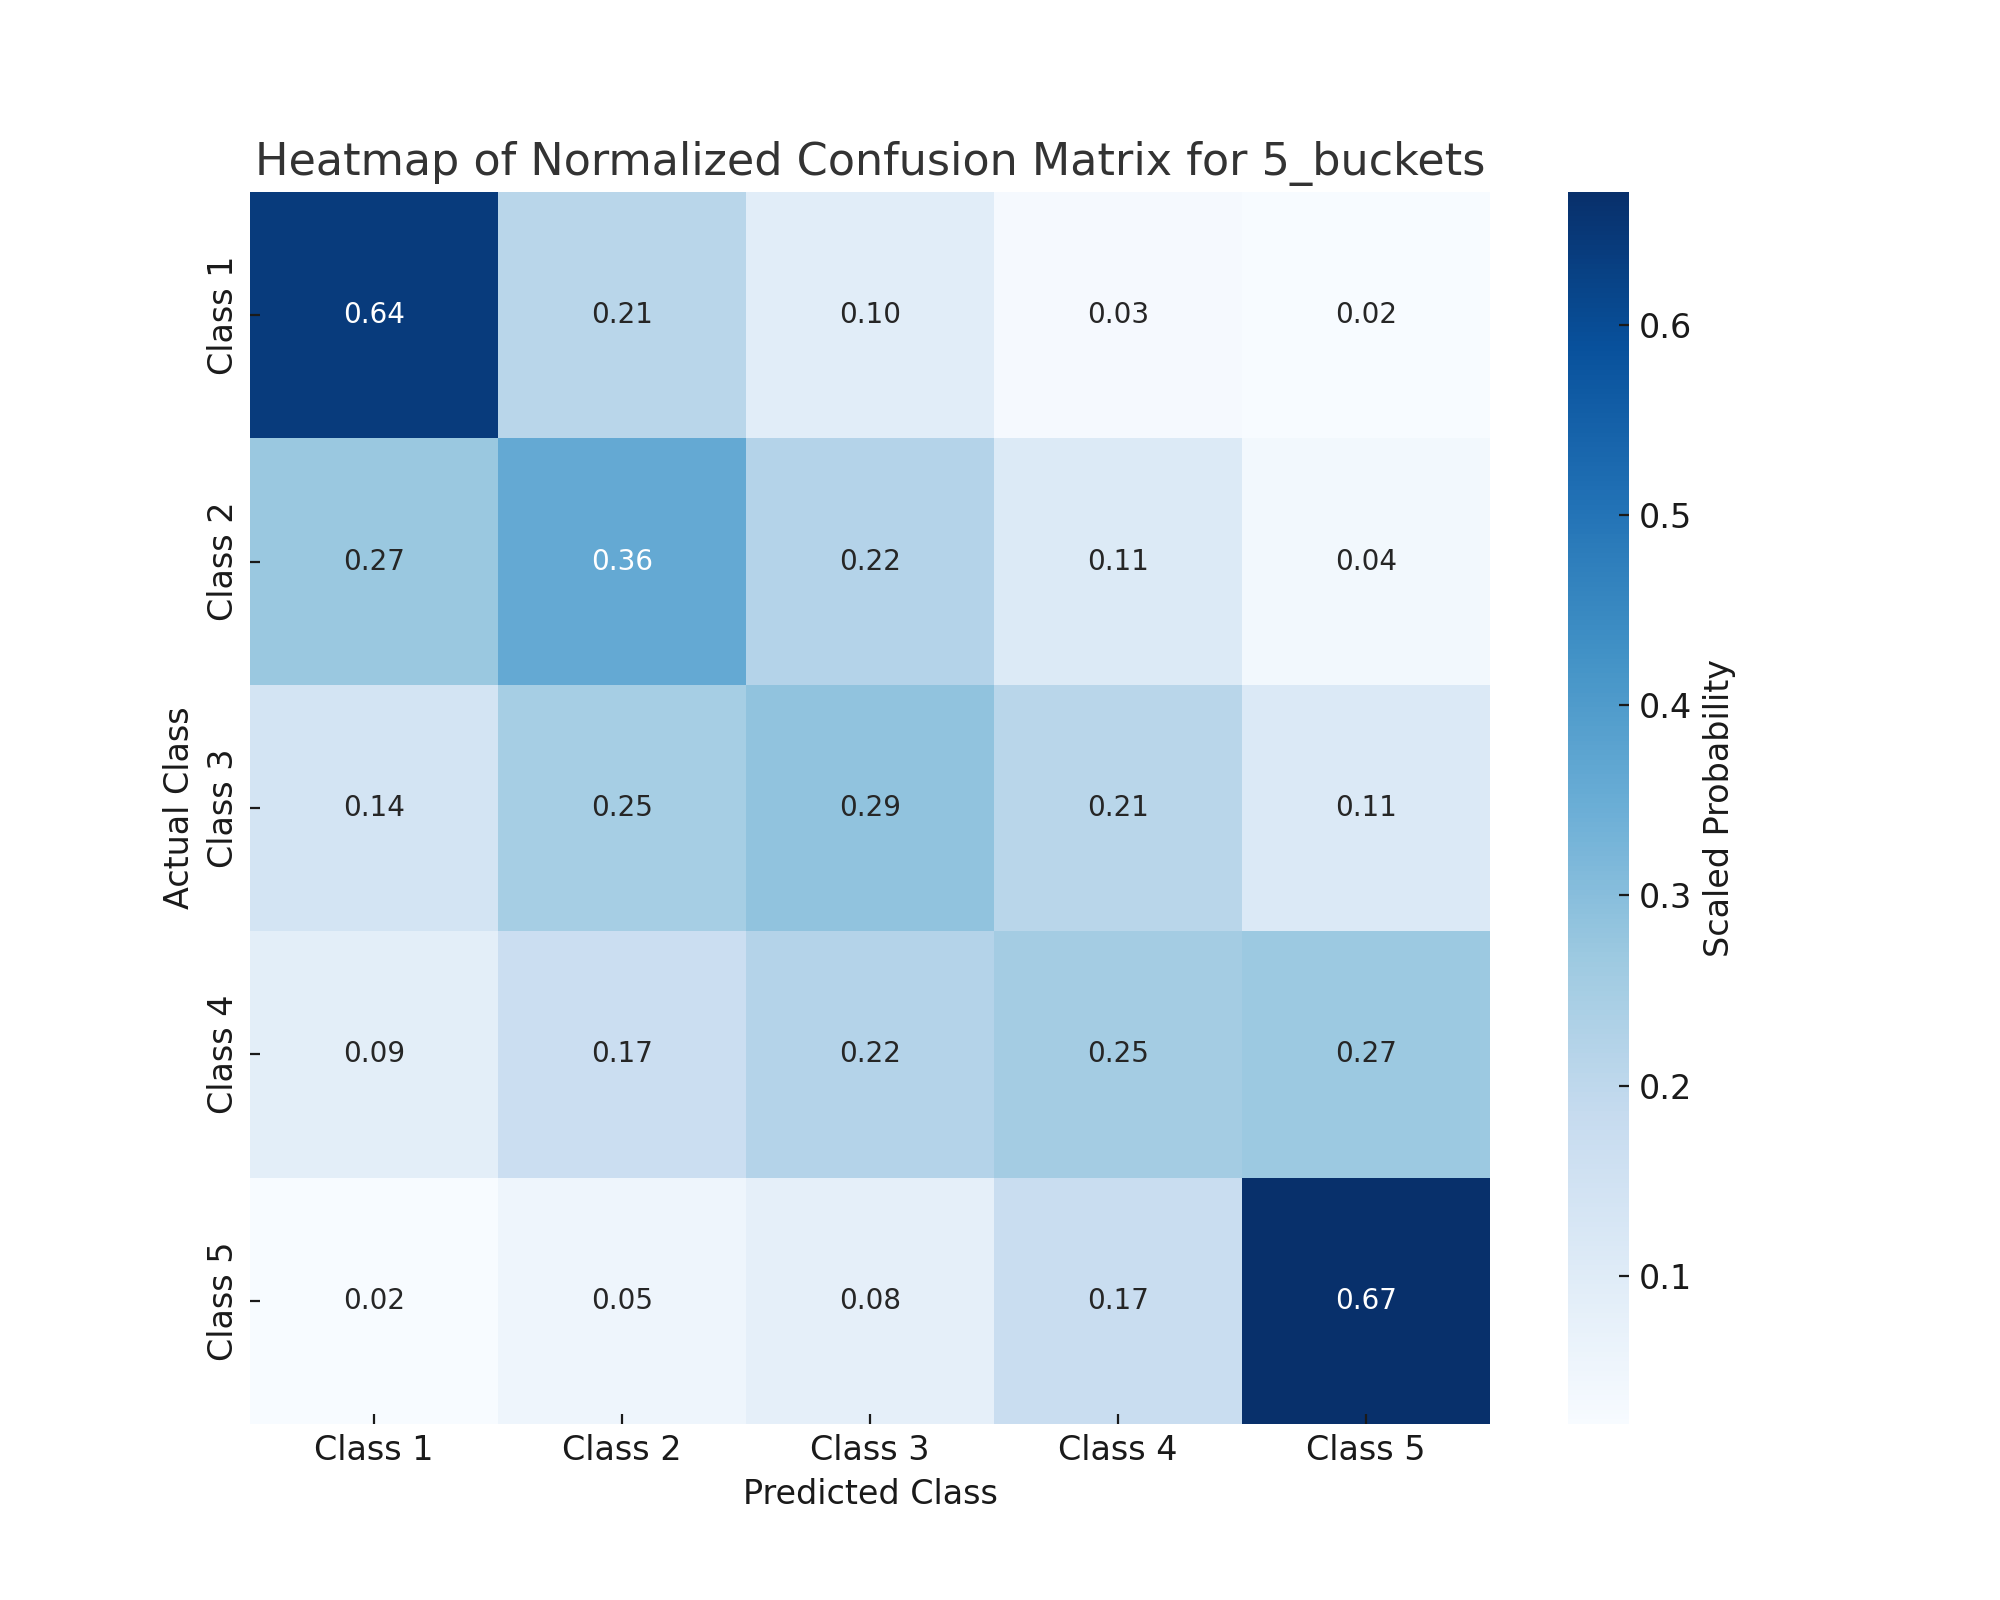 Heatmap of Normalized Confusion Matrix for 5_buckets
Class 1
0.64 0.21 0.10 0.03 0.02
Class 2
0.27 0.36 0.22 0.11 0.04
Class 3
0.14 0.25 0.29 0.21 0.11
Class 4
0.09 0.17 0.22 0.25 0.27
Class 5
0.02 0.05 0.08 0.17 0.67
Actual Class
Class 1 Class 2 Class 3 Class 4 Class 5
Predicted Class
0.6
0.5
0.4
0.3
0.2
0.1
Scaled Probability